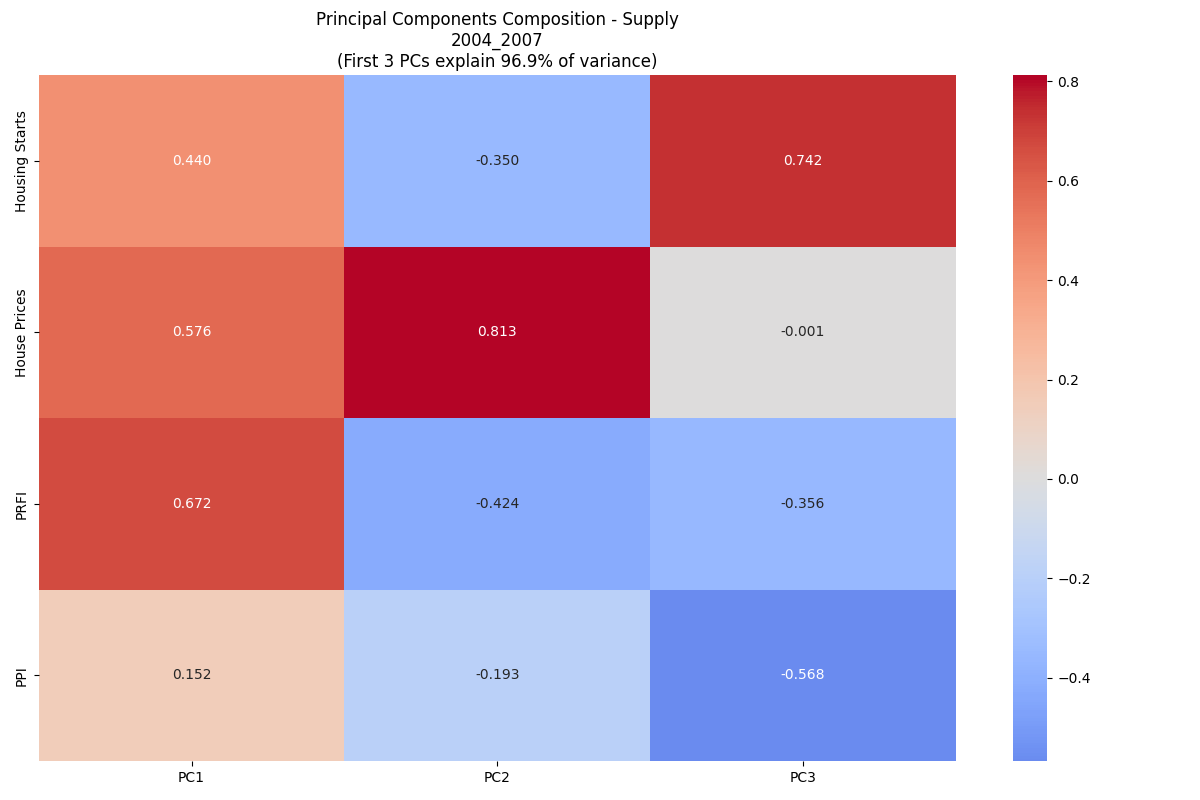 Principal Components Composition - Supply
2004_2007
(First 3 PCs explain 96.9% of variance)
Housing Starts
0.440
-0.350
0.742
House Prices
0.576
0.813
-0.001
PRFI
0.672
-0.424
-0.356
PPI
0.152
-0.193
-0.568
PC1
PC2
PC3
0.8
0.6
0.4
0.2
0.0
−0.2
−0.4